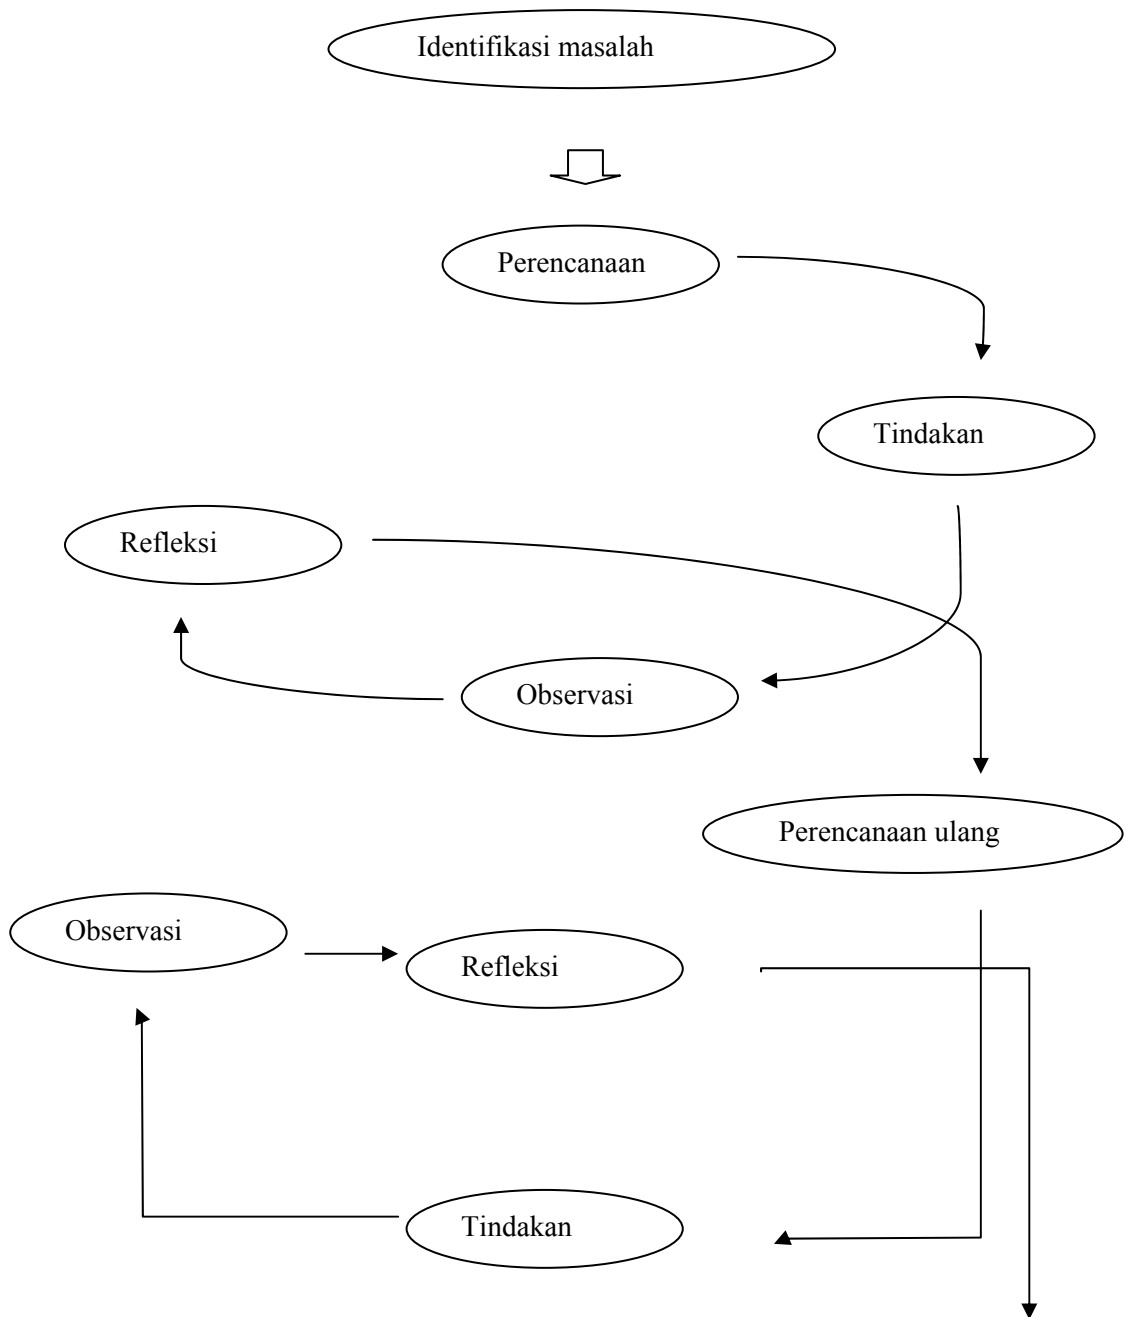 Identifikasi masalah
Perencanaan
Tindakan
Refleksi
Observasi
Perencanaan ulang
Observasi
Refleksi
Tindakan